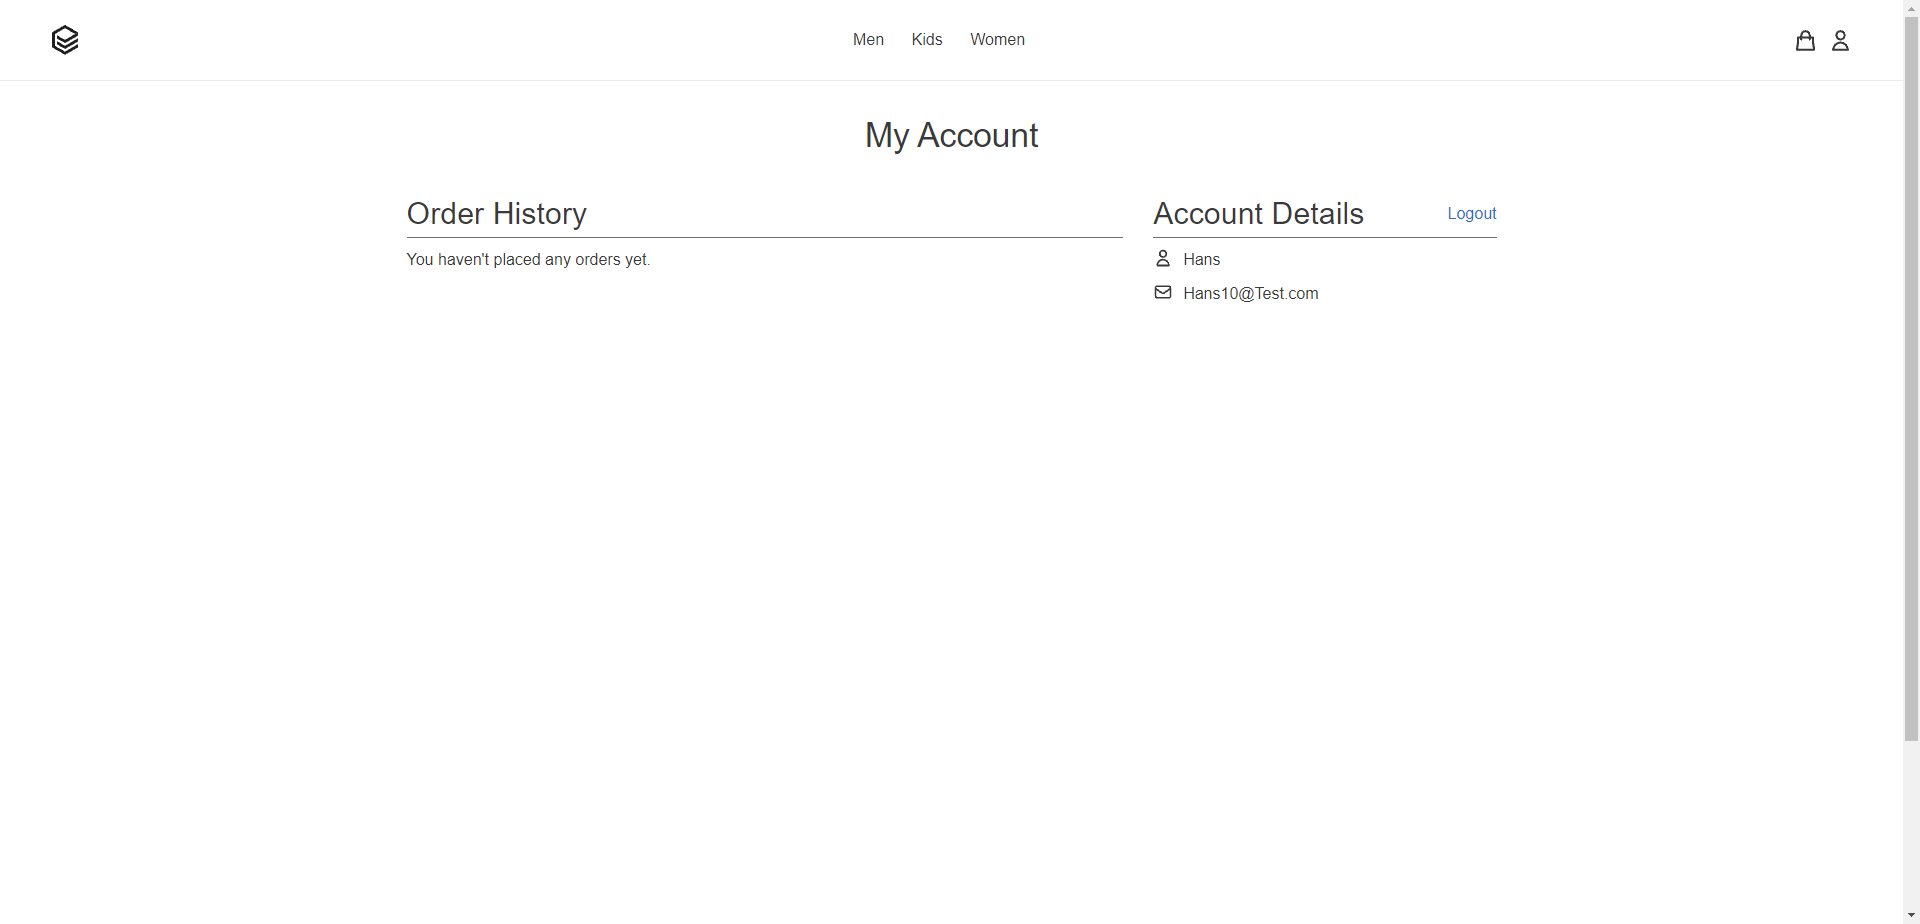 Men Kids Women
My Account
Order History
You haven't placed any orders yet.
Account Details Logout
Hans
Hans10@Test.com